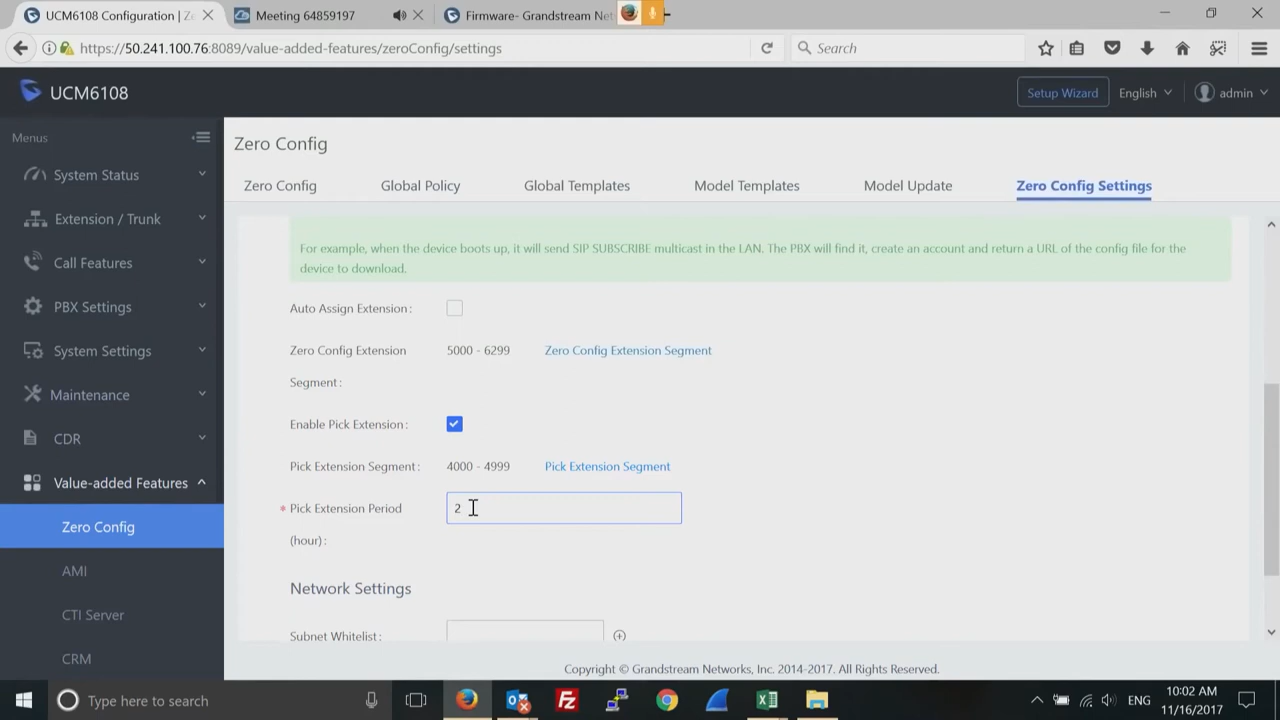 UCM6108 Configuration | Z
Meeting 64859197
Firmware- Grandstream Net
https://50.241.100.76:8089/value-added-features/zeroConfig/settings
Search
UCM6108
Setup Wizard
English
admin
Menus
System Status
Extension / Trunk
Call Features
PBX Settings
System Settings
Maintenance
CDR
Value-added Features
Zero Config
AMI
CTI Server
CRM
Zero Config
Zero Config
Global Policy
Global Templates
Model Templates
Model Update
Zero Config Settings
For example, when the device boots up, it will send SIP SUBSCRIBE multicast in the LAN. The PBX will find it, create an account and return a URL of the config file for the
device to download.
Auto Assign Extension :
Zero Config Extension
5000 - 6299
Zero Config Extension Segment
Segment :
Enable Pick Extension :
Pick Extension Segment :
4000 - 4999
Pick Extension Segment
* Pick Extension Period
2
(hour) :
Network Settings
Subnet Whitelist :
Copyright © Grandstream Networks, Inc. 2014-2017. All Rights Reserved.
Type here to search
ENG
10:02 AM
11/16/2017